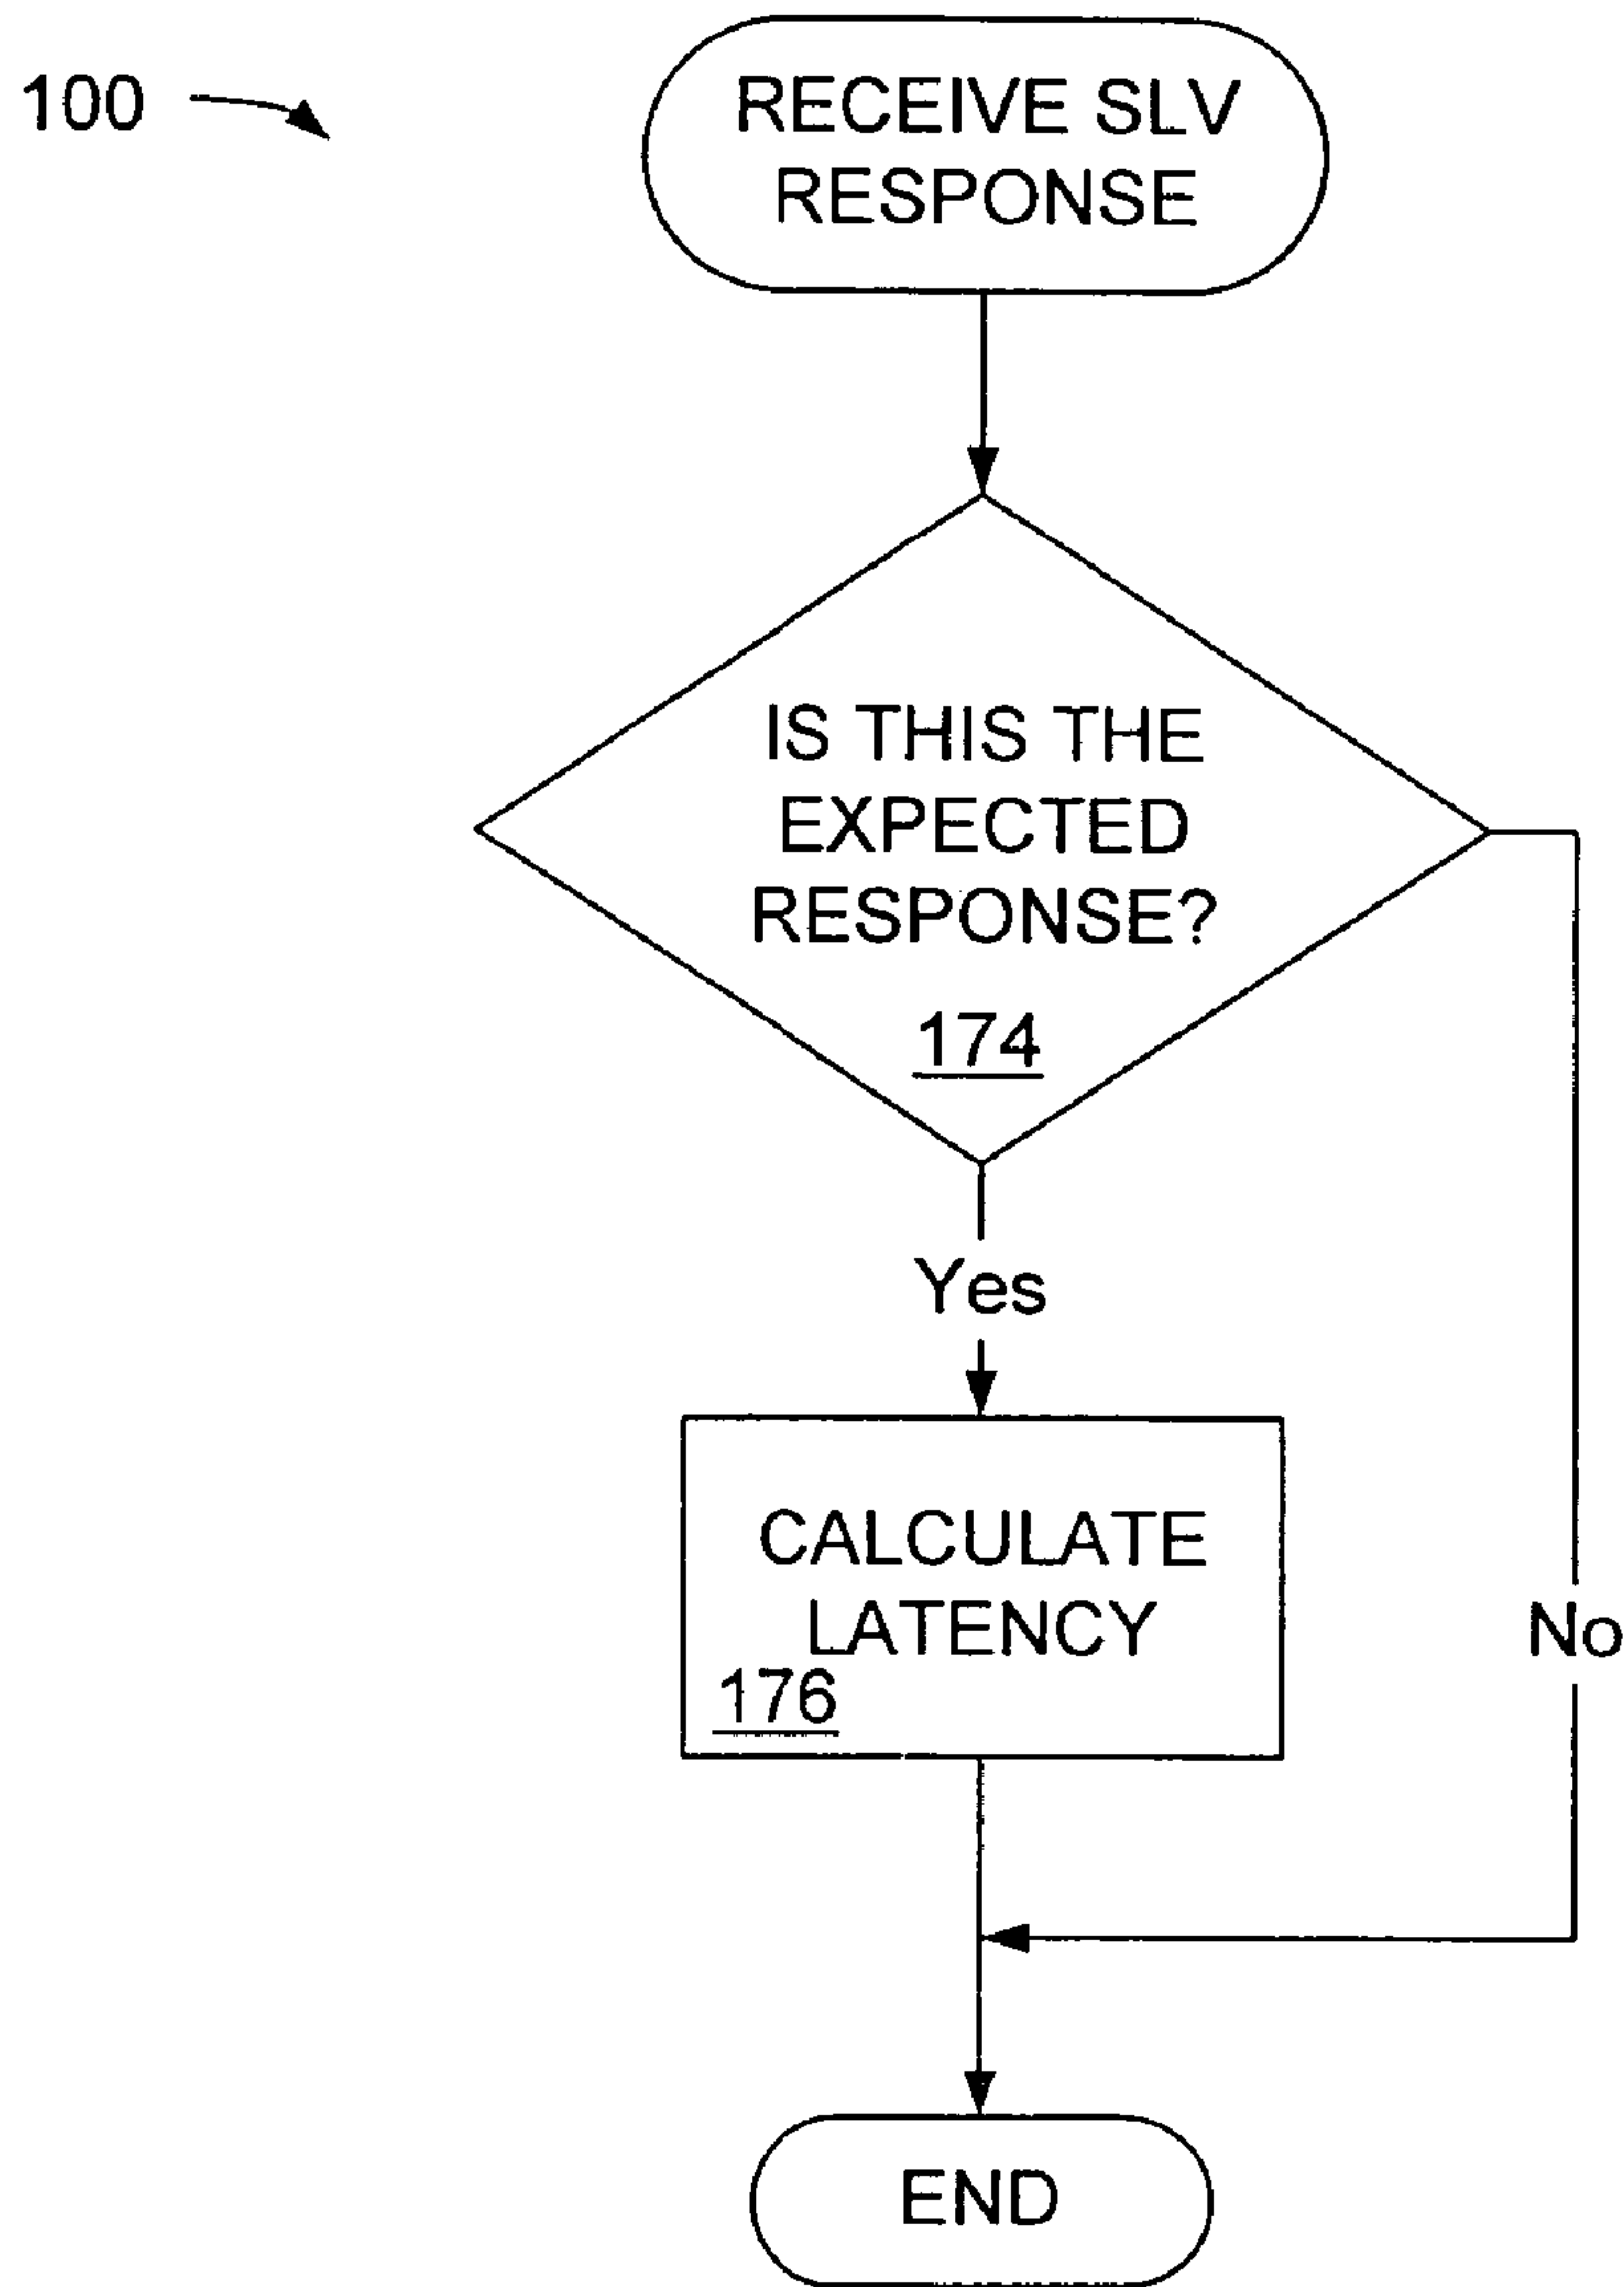 100
RECEIVE SLV
RESPONSE
IS THIS THE
EXPECTED
RESPONSE?
174
Yes
CALCULATE
LATENCY
176
No
END